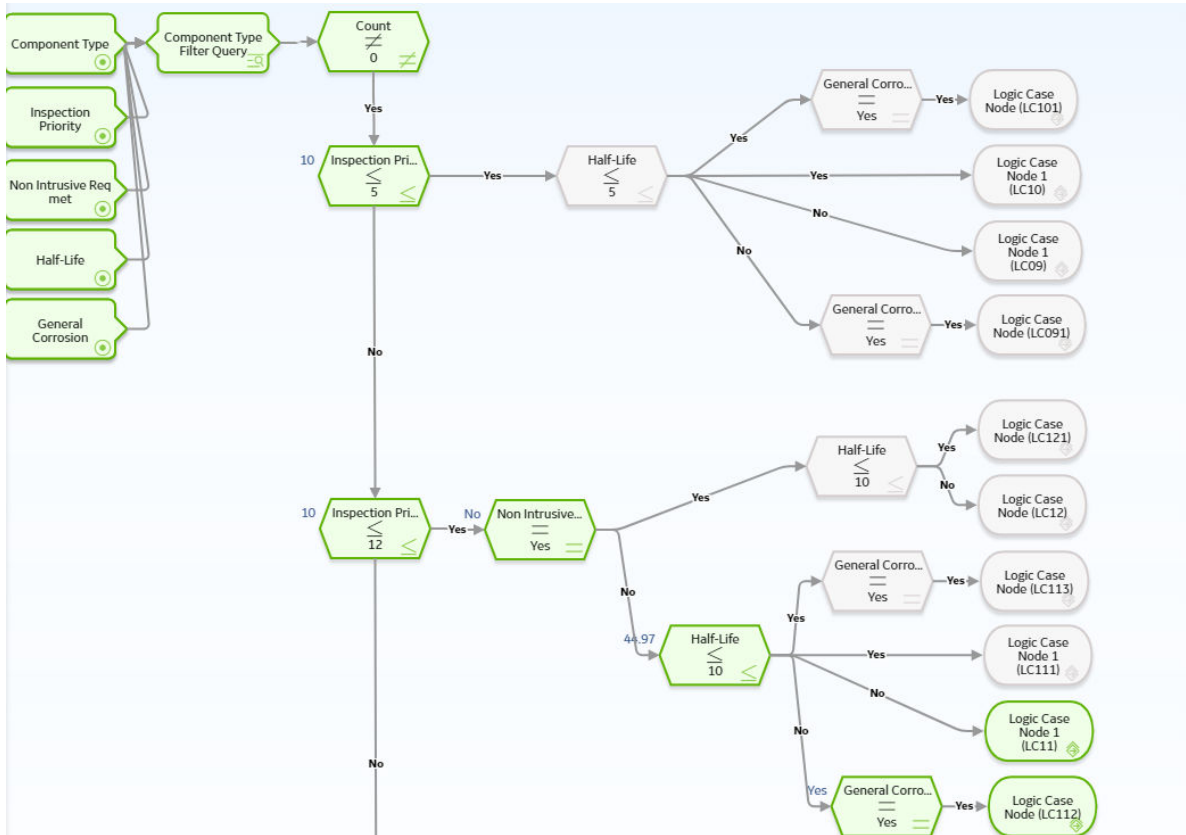 Component Type
Component Type
Filter Query
Count
≠
0
Inspection
Priority
Non Intrusive Req
met
Half-Life
General
Corrosion
Yes
10
Inspection Pri...
≤
5
Yes
Half-Life
≤
5
Yes
General Corro...
=
Yes
Yes
Logic Case
Node (LC101)
Yes
Logic Case
Node 1
(LC10)
No
Logic Case
Node 1
(LC09)
No
General Corro...
=
Yes
Yes
Logic Case
Node (LC091)
No
10
Inspection Pri...
≤
12
Yes
No
Non Intrusive...
=
Yes
Yes
Half-Life
≤
10
Yes
Logic Case
Node (LC121)
No
Logic Case
Node (LC12)
No
44.97
Half-Life
≤
10
Yes
General Corro...
=
Yes
Yes
Logic Case
Node (LC113)
Yes
Logic Case
Node 1
(LC111)
No
Logic Case
Node 1
(LC11)
No
Yes
General Corro...
=
Yes
Yes
Logic Case
Node (LC112)
No